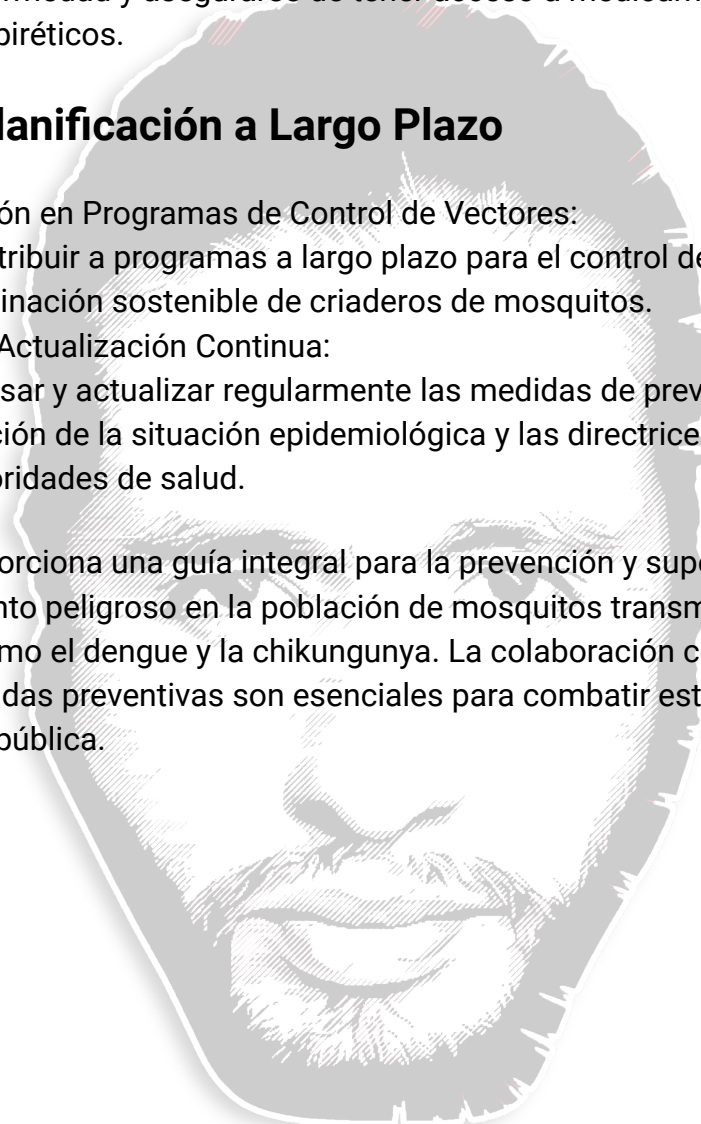 piréticos.
lanificación a Largo Plazo
ón en Programas de Control de Vectores:
tribuir a programas a largo plazo para el control de
inación sostenible de criaderos de mosquitos.
Actualización Continua:
sar y actualizar regularmente las medidas de prev
ción de la situación epidemiológica y las directrice
oridades de salud.
orciona una guía integral para la prevención y supe
nto peligroso en la población de mosquitos transm
mo el dengue y la chikungunya. La colaboración c
das preventivas son esenciales para combatir est
pública.